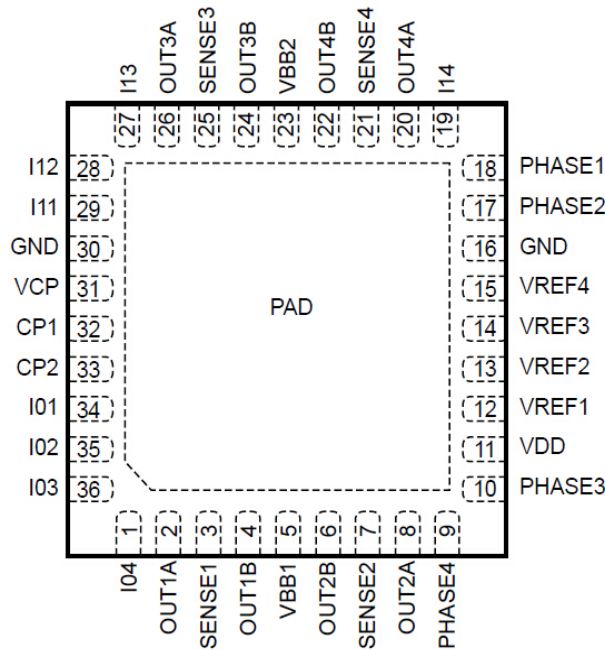 I13
OUT3A
SENSE3
OUT3B
VBB2
OUT4B
SENSE4
OUT4A
I14
27
26
25
24
23
22
21
20
19
I12 28
I11 29
GND 30
VCP 31
CP1 32
CP2 33
I01 34
I02 35
I03 36
PAD
18 PHASE1
17 PHASE2
16 GND
15 VREF4
14 VREF3
13 VREF2
12 VREF1
11 VDD
10 PHASE3
1
2
3
4
5
6
7
8
9
I04
OUT1A
SENSE1
OUT1B
VBB1
OUT2B
SENSE2
OUT2A
PHASE4